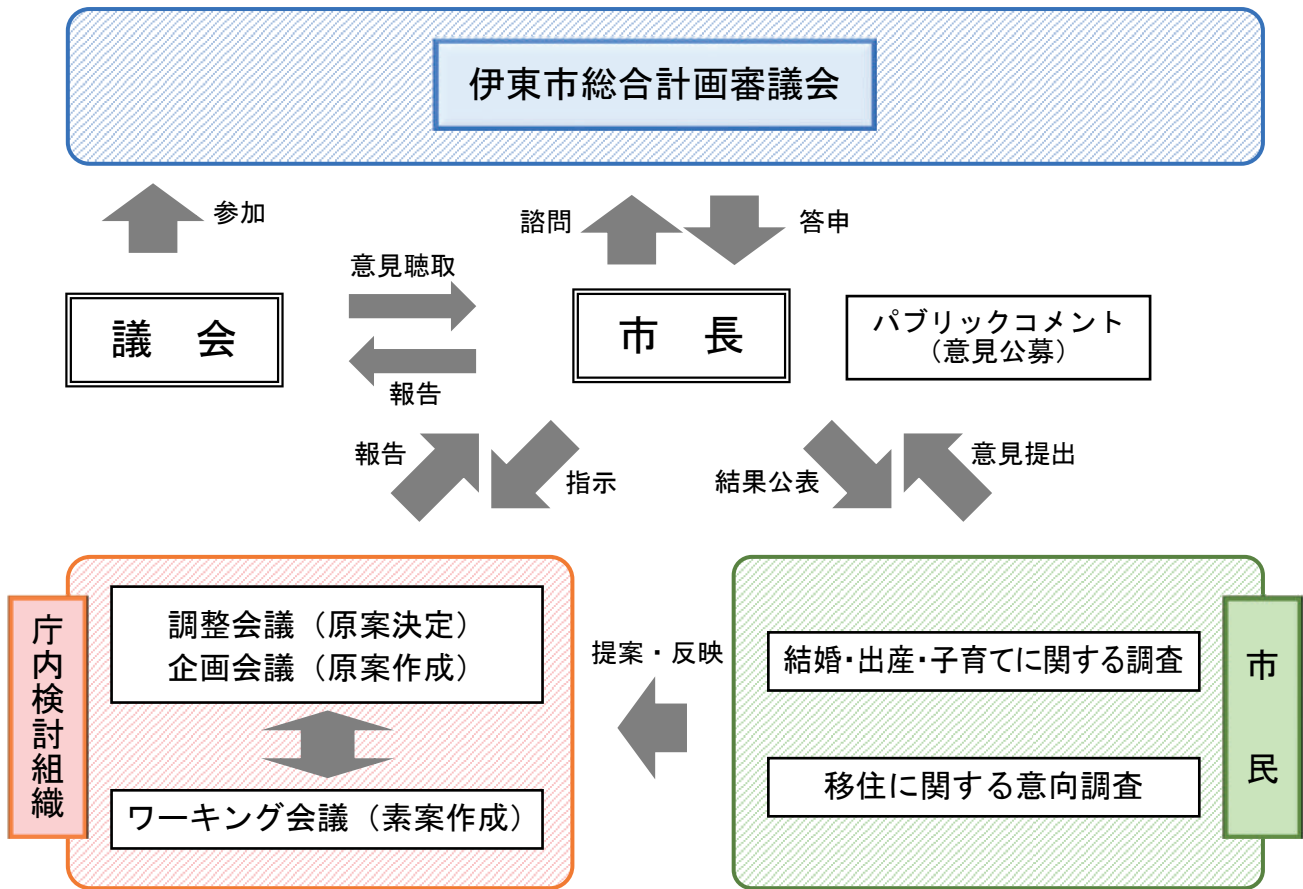 伊東市総合計画審議会
参加
諮問
答申
意見聴取
議　会
市　長
パブリックコメント
（意見公募）
報告
報告
指示
結果公表
意見提出
庁内検討組織
調整会議（原案決定）
企画会議（原案作成）
ワーキング会議（素案作成）
提案・反映
結婚・出産・子育てに関する調査
移住に関する意向調査
市　民